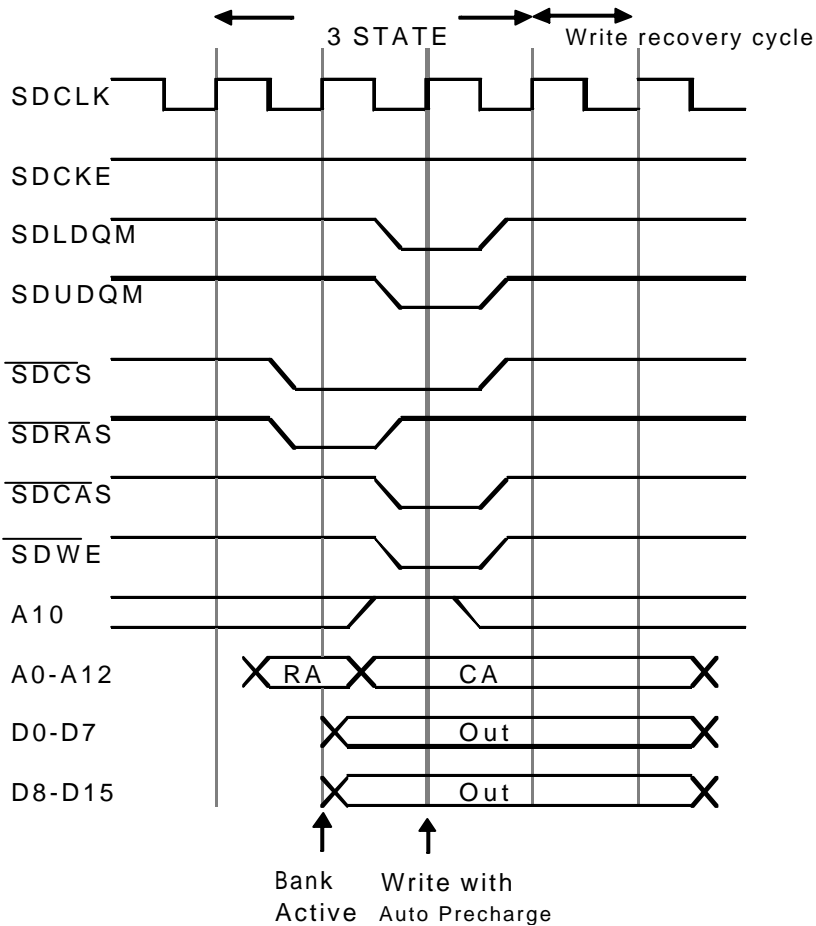 3 STATE
Write recovery cycle
SDCLK
SDCKE
SDLDQM
SDUDQM
SDCS
SDRAS
SDCAS
SDWE
A10
A0-A12
RA
CA
D0-D7
Out
D8-D15
Out
Bank
Active
Write with
Auto Precharge